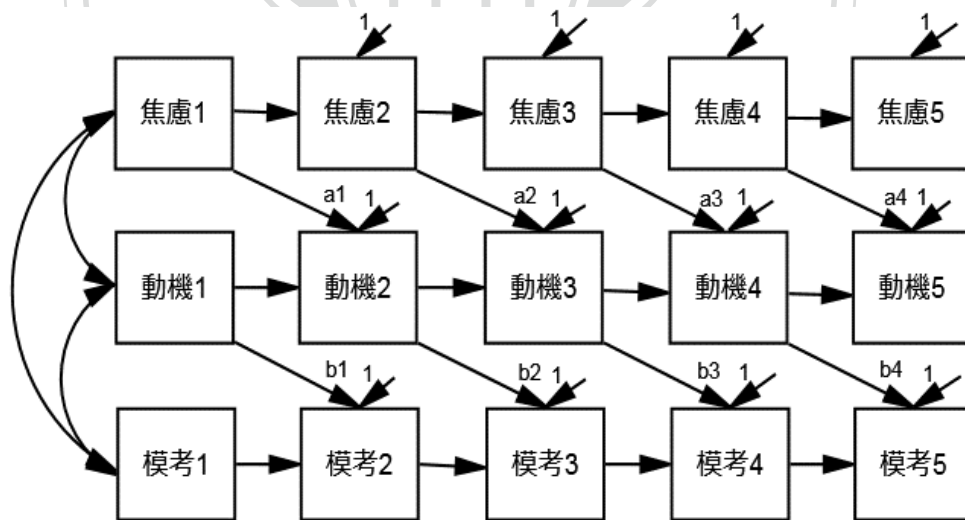 1 1 1 1
焦慮1 焦慮2 焦慮3 焦慮4 焦慮5
a1 1 a2 1 a3 1 a4 1
動機1 動機2 動機3 動機4 動機5
b1 1 b2 1 b3 1 b4 1
模考1 模考2 模考3 模考4 模考5